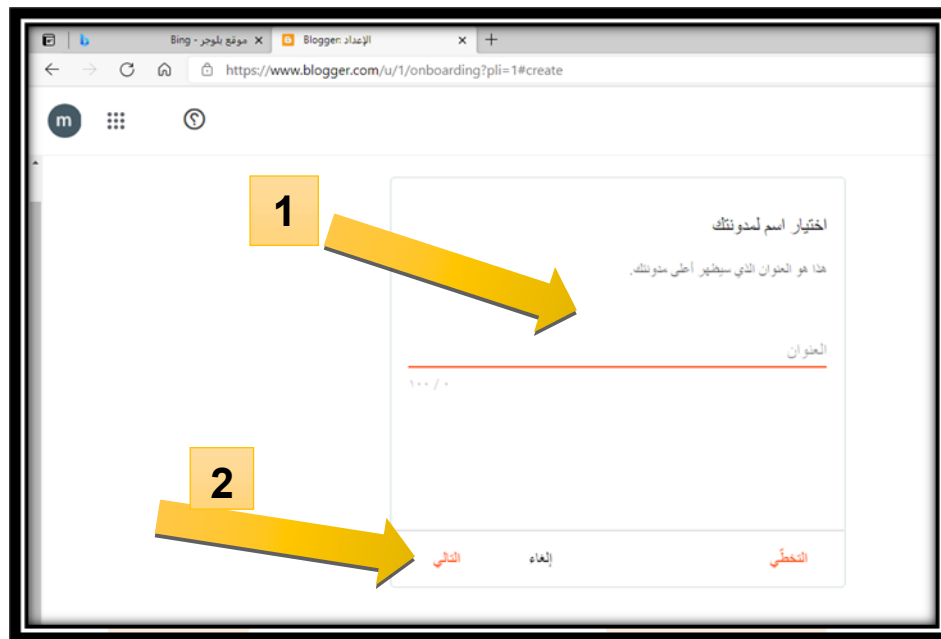 موقع بلوجر - Bing
الإعداد :Blogger
https://www.blogger.com/u/1/onboarding?pli=1#create
m
1
اختيار اسم لمدونتك
هذا هو العنوان الذي سيظهر أعلى مدونتك.
العنوان
٠ / ١٠٠
2
التخطّي إلغاء التالي